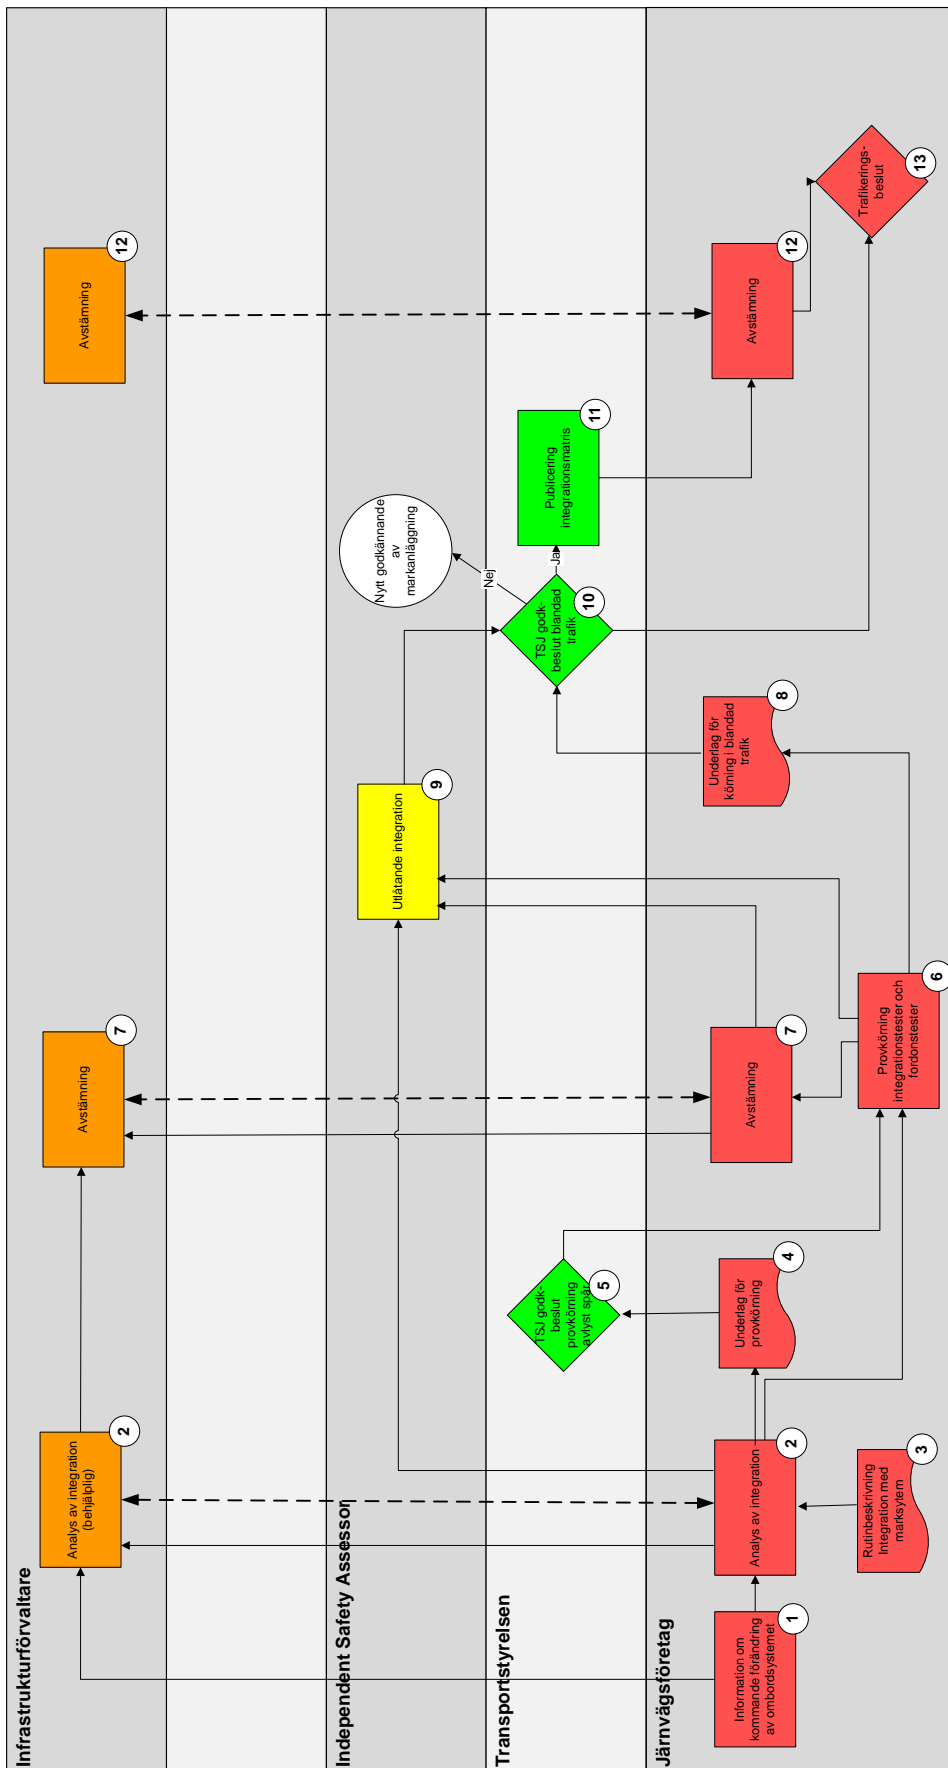 Infrastrukturförvaltare
Analys av integration
(behjälplig)
2
Avstämning
7
Avstämning
12
Independent Safety Assessor
Utlåtande integration
9
Nytt godkännande
av
markanläggning
Transportstyrelsen
TSJ godk-
beslut
provkörning
avlyst spår
5
TSJ godk-
beslut blandad
trafik
10
Nej
Ja
Publicering
integrationsmatris
11
Järnvägsföretag
Information om
kommande förändring
av ombordsystemet
1
Analys av integration
2
Rutinbeskrivning
Integration med
marksytem
3
Underlag för
provkörning
4
Avstämning
7
Provkörning
integrationstester och
fordonstester
6
Underlag för
körning i blandad
trafik
8
Avstämning
12
Trafikerings-
beslut
13